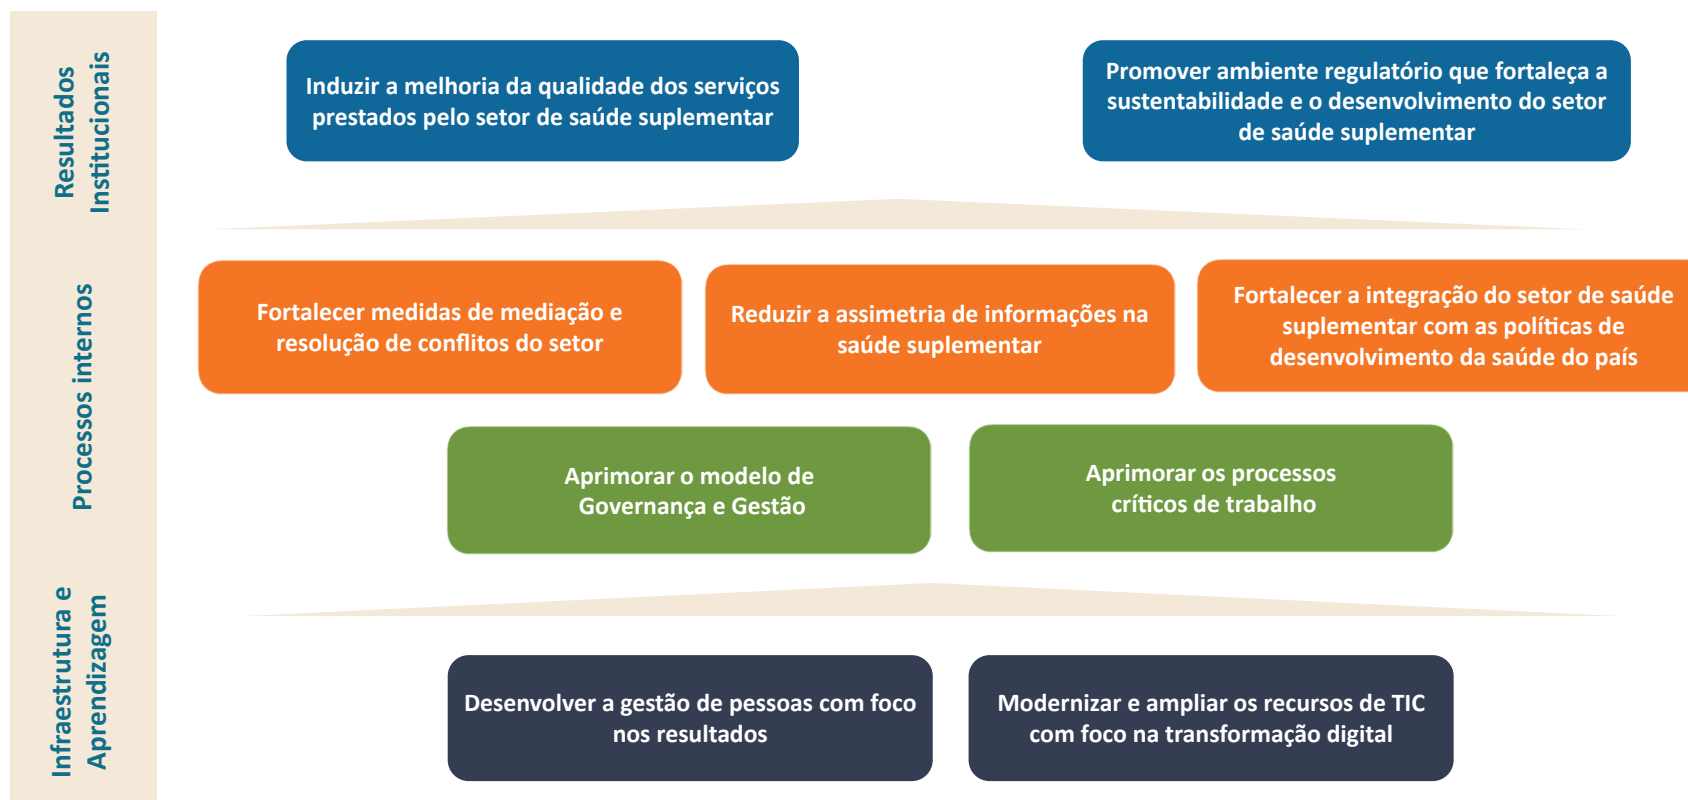 Resultados
Institucionais
Induzir a melhoria da qualidade dos serviços
prestados pelo setor de saúde suplementar
Promover ambiente regulatório que fortaleça a
sustentabilidade e o desenvolvimento do setor
de saúde suplementar
Processos internos
Fortalecer medidas de mediação e
resolução de conflitos do setor
Reduzir a assimetria de informações na
saúde suplementar
Fortalecer a integração do setor de saúde
suplementar com as políticas de
desenvolvimento da saúde do país
Aprimorar o modelo de
Governança e Gestão
Aprimorar os processos
críticos de trabalho
Infraestrutura e
Aprendizagem
Desenvolver a gestão de pessoas com foco
nos resultados
Modernizar e ampliar os recursos de TIC
com foco na transformação digital